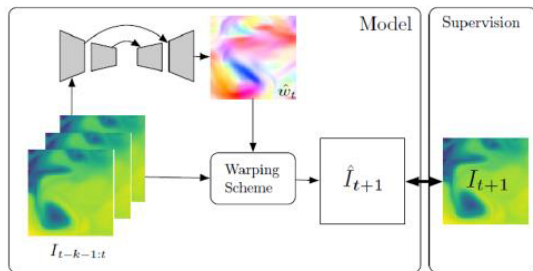 Model
Supervision
ŵ_t
Warping
Scheme
Î_{t+1}
I_{t+1}
I_{t−k−1:t}